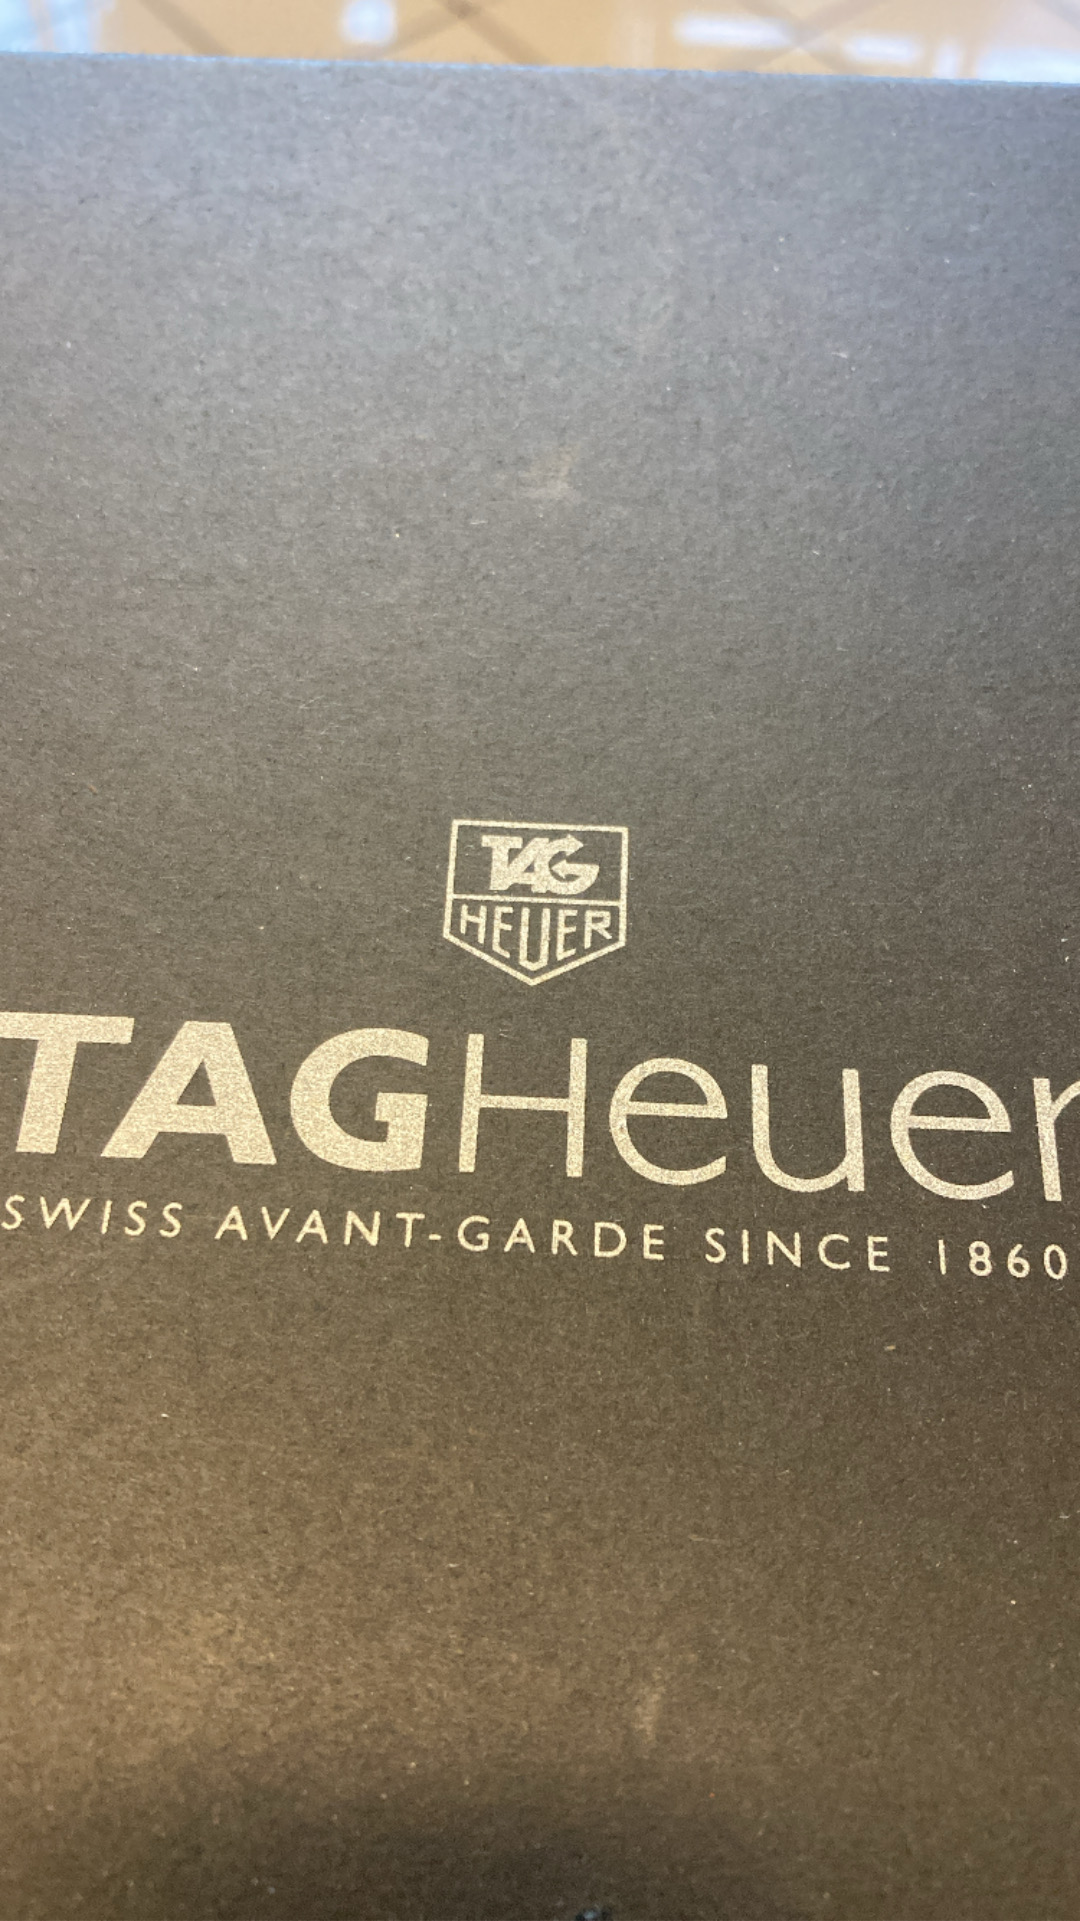 TAG
HEUER
TAGHeuer
SWISS AVANT-GARDE SINCE 1860